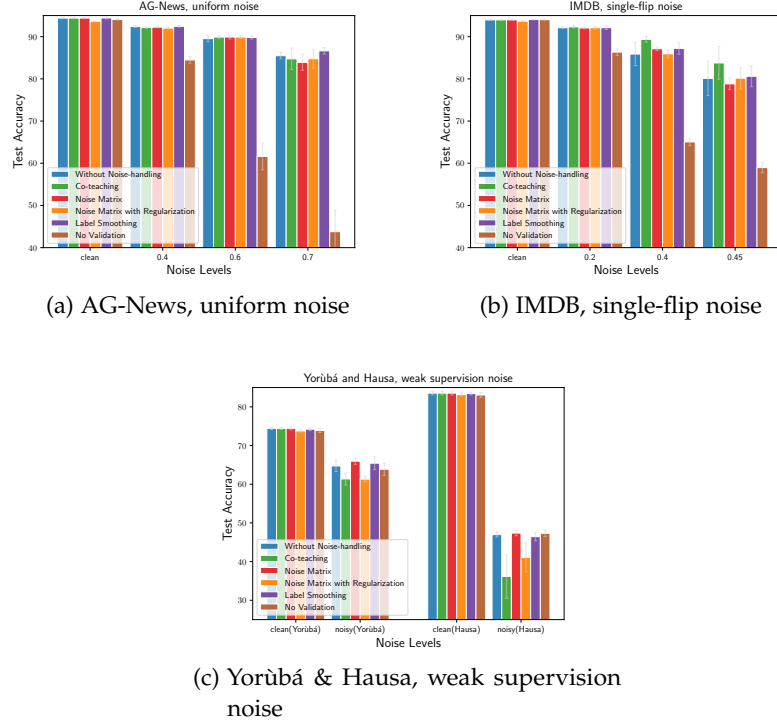 AG-News, uniform noise
Test Accuracy
90
80
70
60
50
40
Without Noise-handling
Co-teaching
Noise Matrix
Noise Matrix with Regularization
Label Smoothing
No Validation
clean 0.4 0.6 0.7
Noise Levels
(a) AG-News, uniform noise
IMDB, single-flip noise
Test Accuracy
90
80
70
60
50
40
Without Noise-handling
Co-teaching
Noise Matrix
Noise Matrix with Regularization
Label Smoothing
No Validation
clean 0.2 0.4 0.45
Noise Levels
(b) IMDB, single-flip noise
Yorùbá and Hausa, weak supervision noise
Test Accuracy
80
70
60
50
40
30
Without Noise-handling
Co-teaching
Noise Matrix
Noise Matrix with Regularization
Label Smoothing
No Validation
clean(Yorùbá) noisy(Yorùbá) clean(Hausa) noisy(Hausa)
Noise Levels
(c) Yorùbá & Hausa, weak supervision
noise